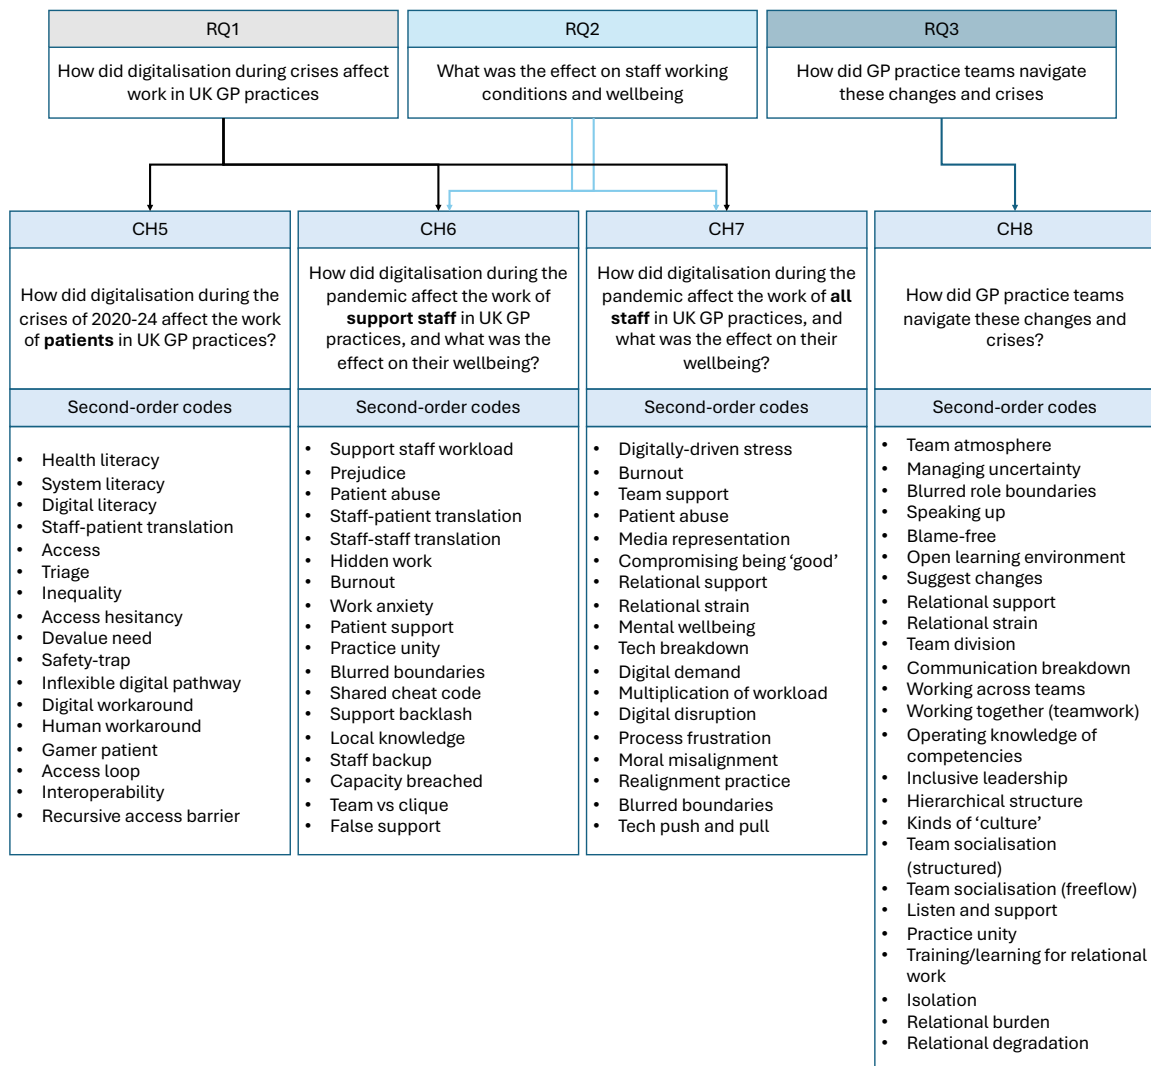 RQ1
How did digitalisation during crises affect
work in UK GP practices
RQ2
What was the effect on staff working
conditions and wellbeing
RQ3
How did GP practice teams navigate
these changes and crises
CH5
How did digitalisation during the
crises of 2020-24 affect the work
of patients in UK GP practices?
Second-order codes
• Health literacy
• System literacy
• Digital literacy
• Staff-patient translation
• Access
• Triage
• Inequality
• Access hesitancy
• Devalue need
• Safety-trap
• Inflexible digital pathway
• Digital workaround
• Human workaround
• Gamer patient
• Access loop
• Interoperability
• Recursive access barrier
CH6
How did digitalisation during the
pandemic affect the work of
support staff in UK GP
practices, and what was the
effect on their wellbeing?
Second-order codes
• Support staff workload
• Prejudice
• Patient abuse
• Staff-patient translation
• Staff-staff translation
• Hidden work
• Burnout
• Work anxiety
• Patient support
• Practice unity
• Blurred boundaries
• Shared cheat code
• Support backlash
• Local knowledge
• Staff backup
• Capacity breached
• Team vs clique
• False support
CH7
How did digitalisation during the
pandemic affect the work of all
staff in UK GP practices, and
what was the effect on their
wellbeing?
Second-order codes
• Digitally-driven stress
• Burnout
• Team support
• Patient abuse
• Media representation
• Compromising being ‘good’
• Relational support
• Relational strain
• Mental wellbeing
• Tech breakdown
• Digital demand
• Multiplication of workload
• Digital disruption
• Process frustration
• Moral misalignment
• Realignment practice
• Blurred boundaries
• Tech push and pull
CH8
How did GP practice teams
navigate these changes and
crises?
Second-order codes
• Team atmosphere
• Managing uncertainty
• Blurred role boundaries
• Speaking up
• Blame-free
• Open learning environment
• Suggest changes
• Relational support
• Relational strain
• Team division
• Communication breakdown
• Working across teams
• Working together (teamwork)
• Operating knowledge of
competencies
• Inclusive leadership
• Hierarchical structure
• Kinds of ‘culture’
• Team socialisation
(structured)
• Team socialisation (freeflow)
• Listen and support
• Practice unity
• Training/learning for relational
work
• Isolation
• Relational burden
• Relational degradation